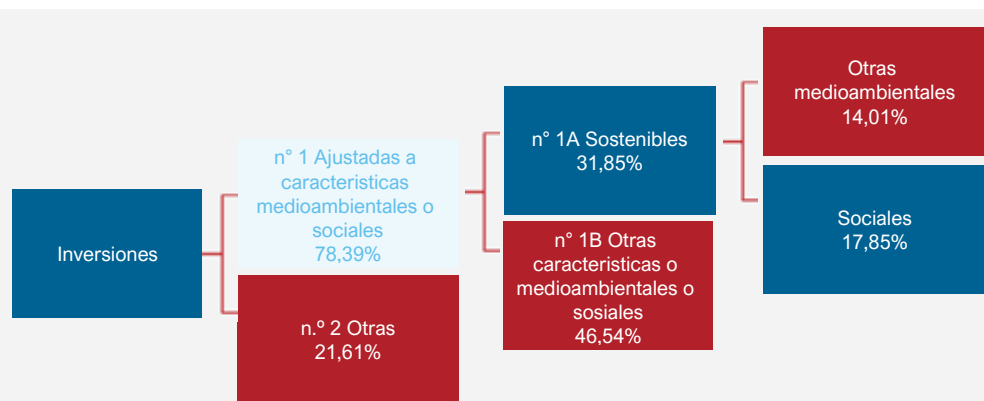 Inversiones
n° 1 Ajustadas a
caracteristicas
medioambientales o
sociales
78,39%
n.º 2 Otras
21,61%
n° 1A Sostenibles
31,85%
n° 1B Otras
caracteristicas o
medioambientales o
sosiales
46,54%
Otras
medioambientales
14,01%
Sociales
17,85%